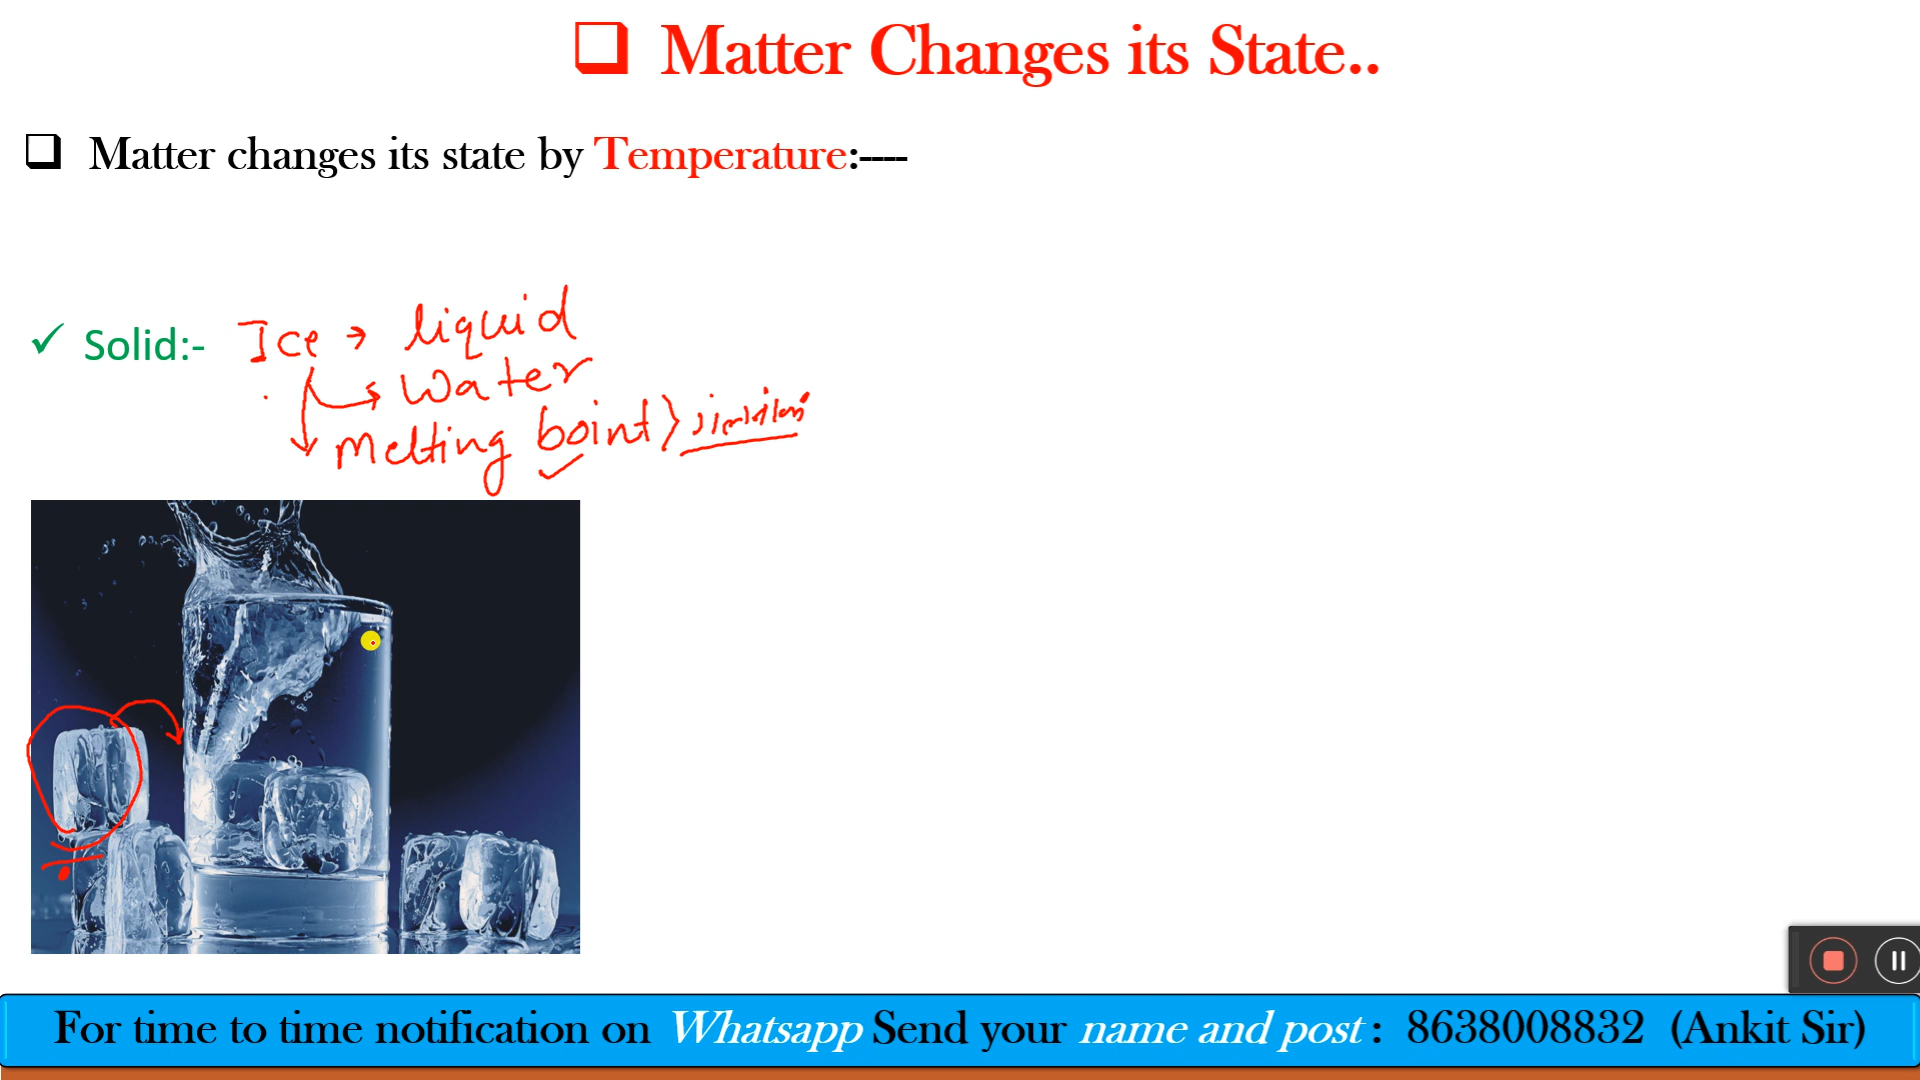 Matter Changes its State..
Matter changes its state by Temperature:----
Solid:- Ice → liquid
Water
Melting boint
For time to time notification on Whatsapp Send your name and post : 8638008832 (Ankit Sir)